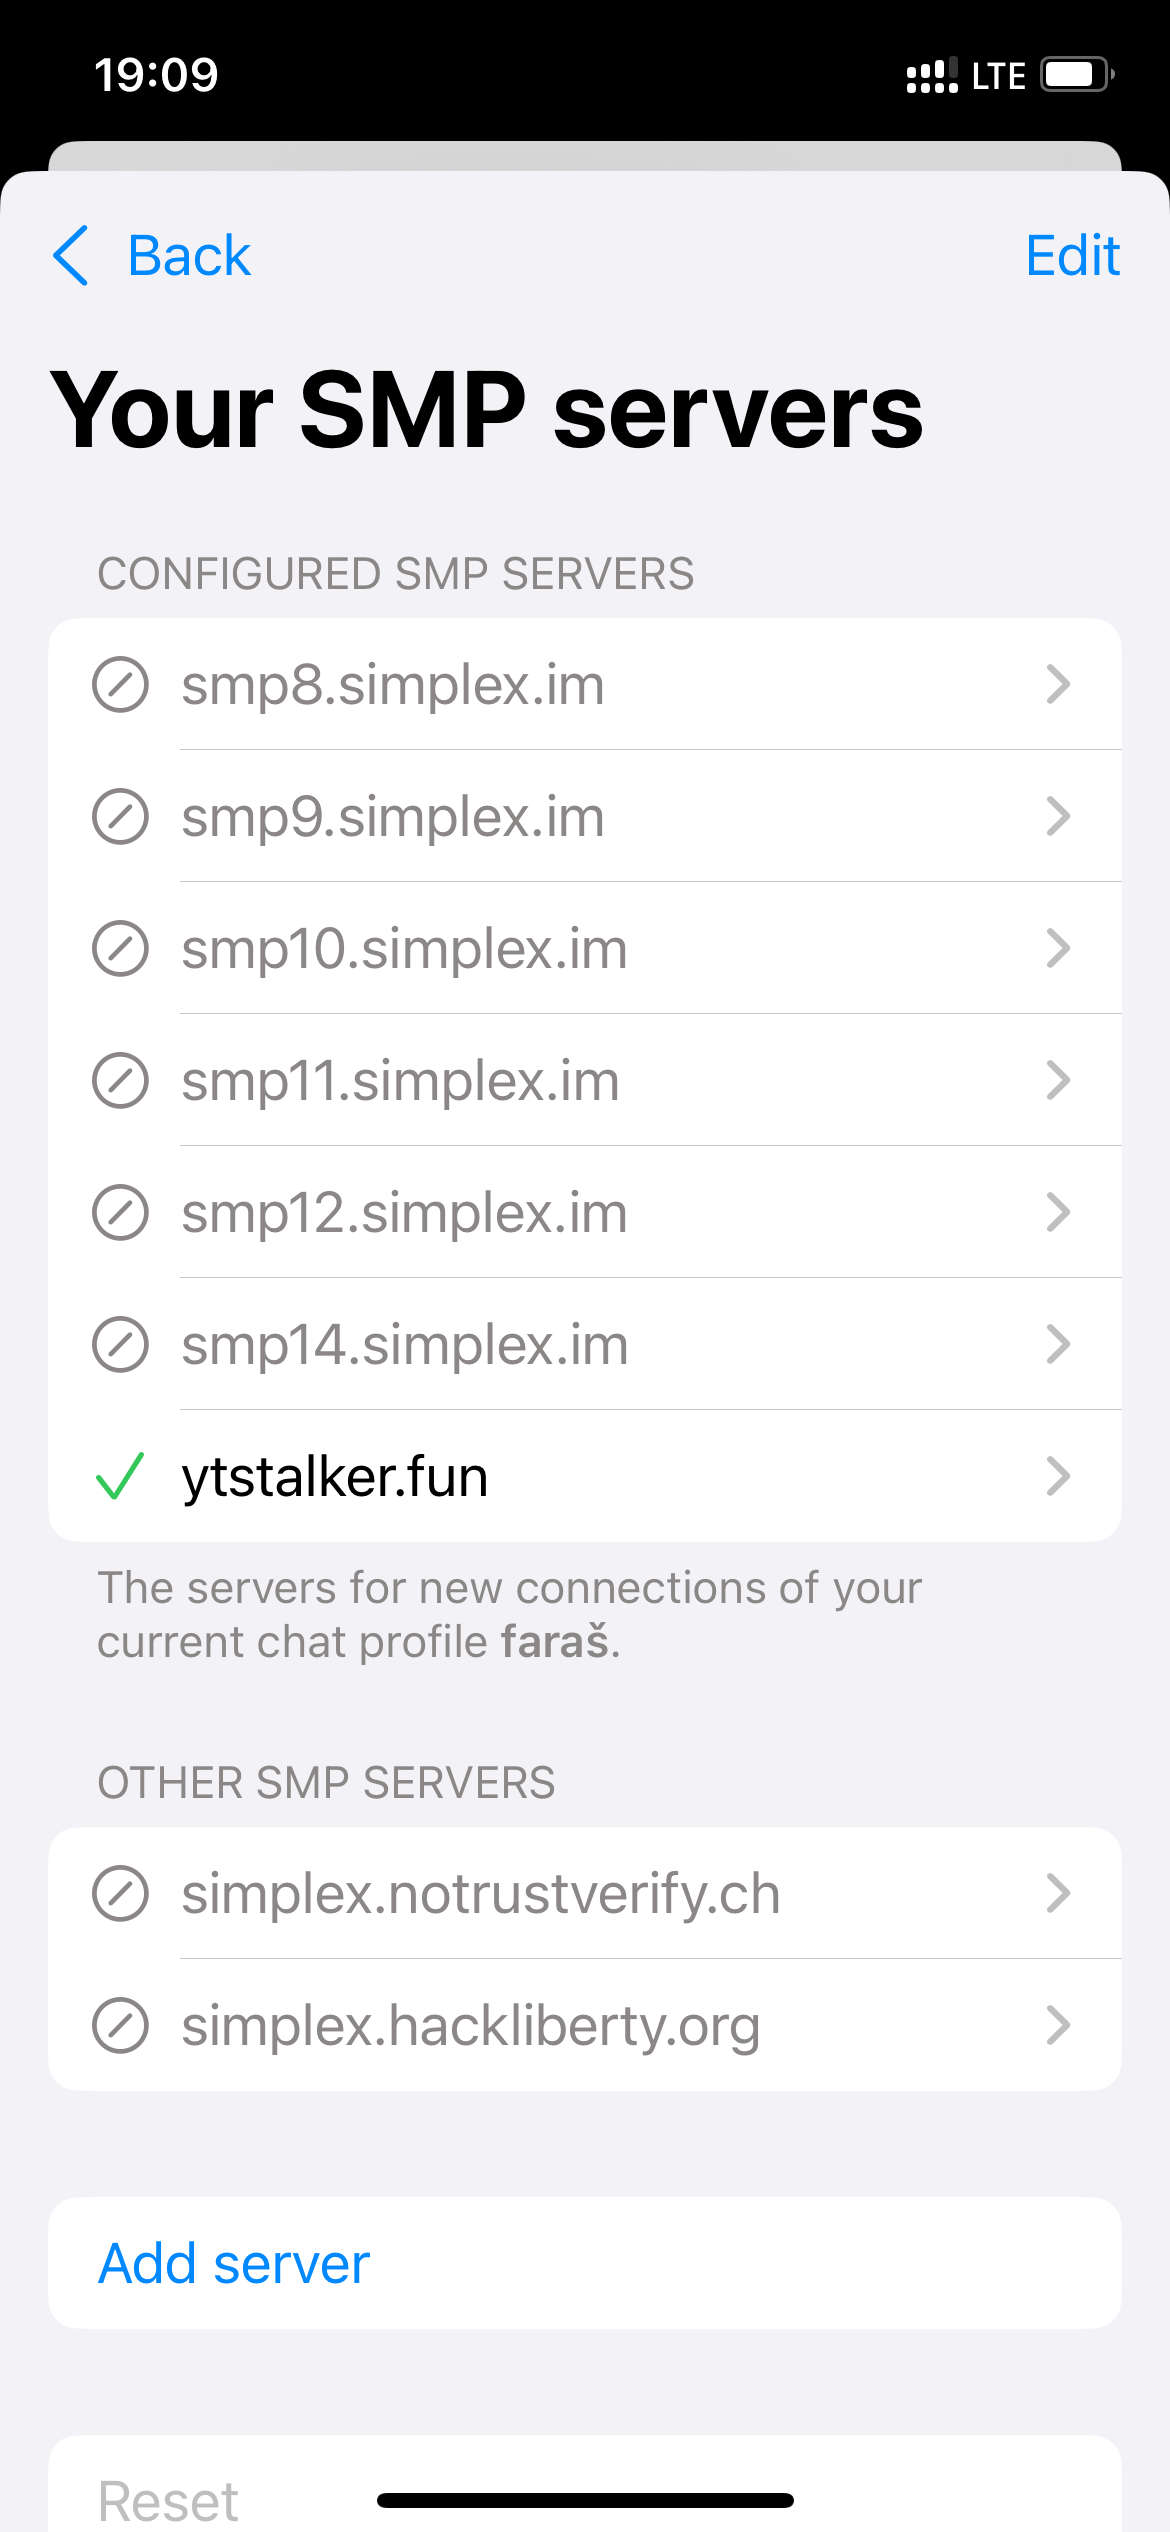 19:09
LTE
Back
Edit
Your SMP servers
CONFIGURED SMP SERVERS
smp8.simplex.im
smp9.simplex.im
smp10.simplex.im
smp11.simplex.im
smp12.simplex.im
smp14.simplex.im
ytstalker.fun
The servers for new connections of your
current chat profile faraš.
OTHER SMP SERVERS
simplex.notrustverify.ch
simplex.hackliberty.org
Add server
Reset